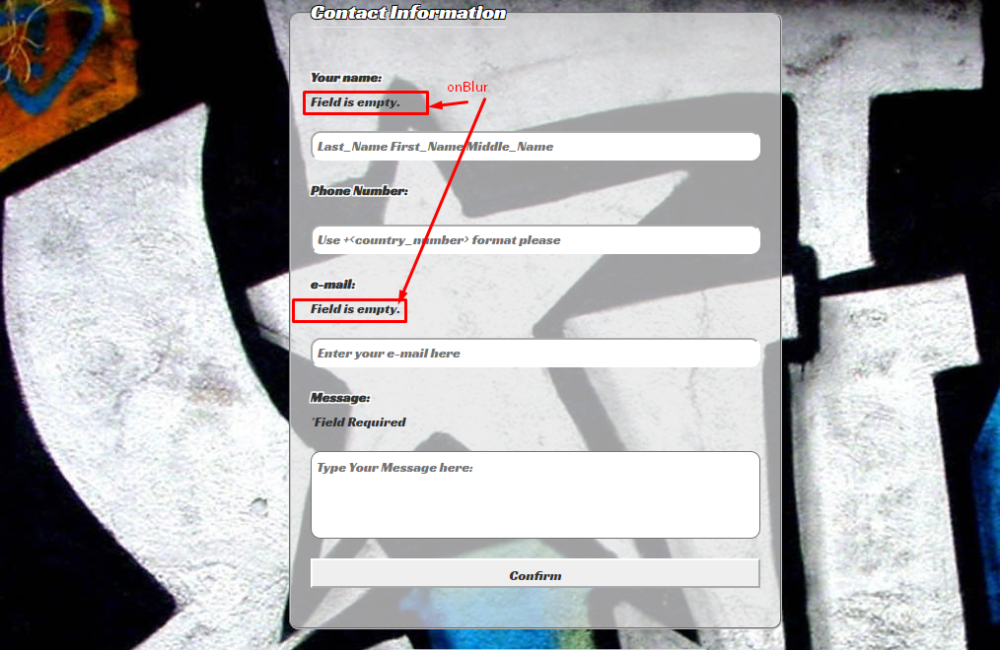 Contact Information
Your name:
onBlur
Field is empty.
Last_Name First_Name Middle_Name
Phone Number:
Use +<country_number> format please
e-mail:
Field is empty.
Enter your e-mail here
Message:
*Field Required
Type Your Message here:
Confirm